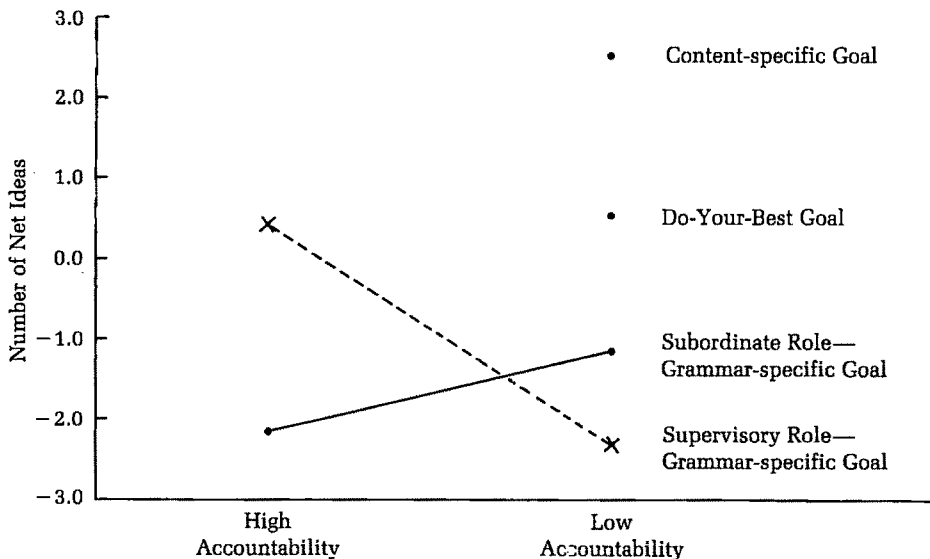 3.0
Content-specific Goal
2.0
1.0
Do-Your-Best Goal
0.0
Number of Net Ideas
−1.0
Subordinate Role—
Grammar-specific Goal
−2.0
Supervisory Role—
Grammar-specific Goal
−3.0
High
Accountability
Low
Accountability